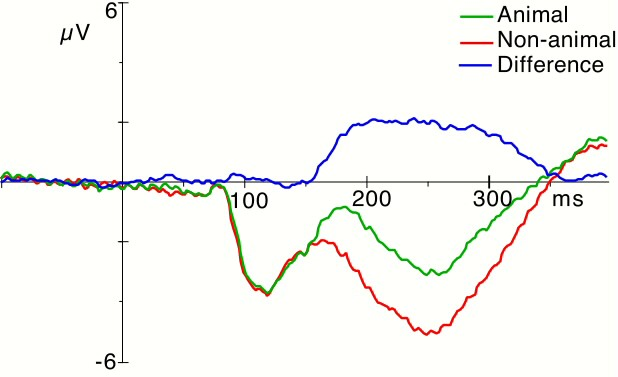 6
µV
Animal
Non-animal
Difference
100
200
300
ms
-6